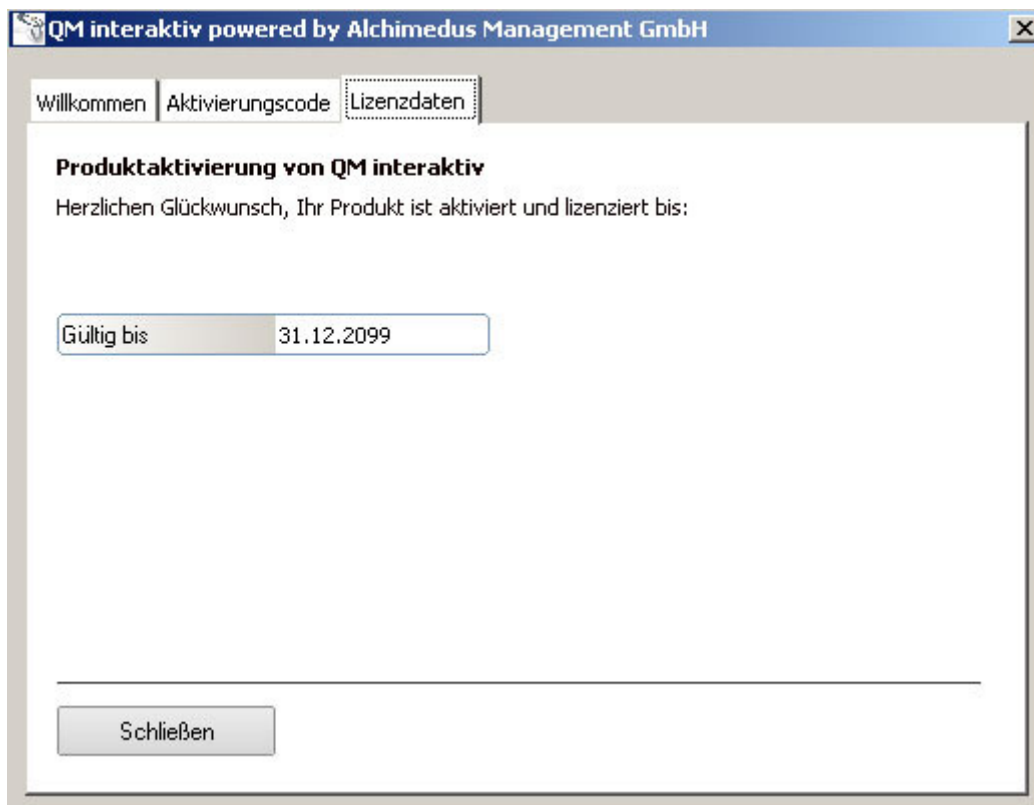 QM interaktiv powered by Alchimedus Management GmbH
Willkommen Aktivierungscode Lizenzdaten
Produktaktivierung von QM interaktiv
Herzlichen Glückwunsch, Ihr Produkt ist aktiviert und lizenziert bis:
Gültig bis 31.12.2099
Schließen